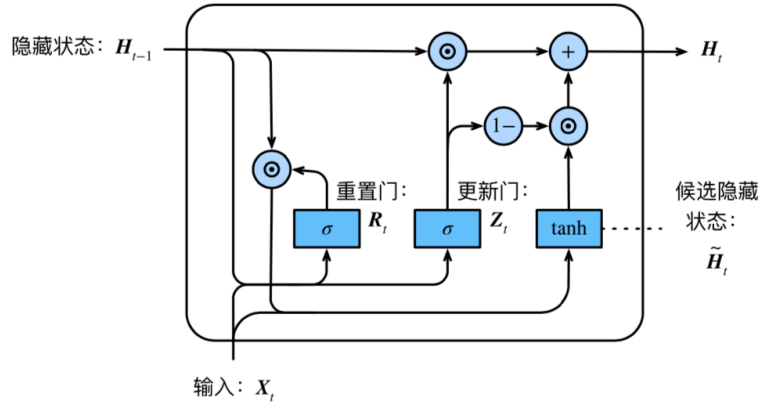 隐藏状态：H_{t−1}
⊙
+
H_t
1−
⊙
⊙
重置门：
R_t
更新门：
Z_t
候选隐藏
状态：
H̃_t
σ
σ
tanh
输入：X_t